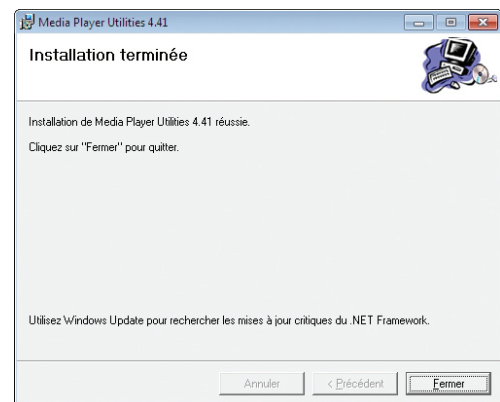 Media Player Utilities 4.41
Installation terminée
Installation de Media Player Utilities 4.41 réussie.
Cliquez sur "Fermer" pour quitter.
Utilisez Windows Update pour rechercher les mises à jour critiques du .NET Framework.
Annuler
< Précédent
Fermer